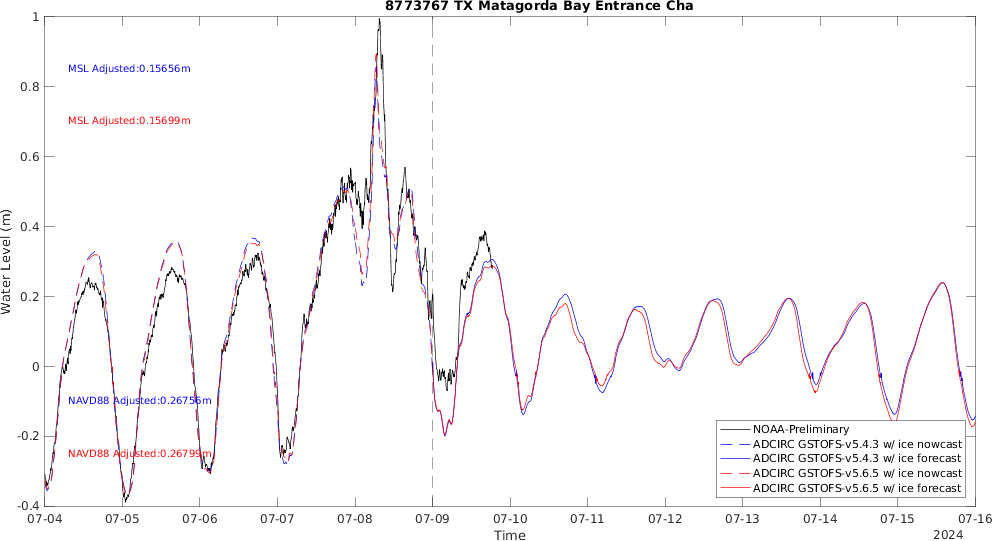 8773767 TX Matagorda Bay Entrance Cha
1
0.8
0.6
0.4
0.2
0
-0.2
-0.4
Water Level (m)
MSL Adjusted:0.15656m
MSL Adjusted:0.15699m
NAVD88 Adjusted:0.26756m
NAVD88 Adjusted:0.26799m
NOAA-Preliminary
ADCIRC GSTOFS-v5.4.3 w/ ice nowcast
ADCIRC GSTOFS-v5.4.3 w/ ice forecast
ADCIRC GSTOFS-v5.6.5 w/ ice nowcast
ADCIRC GSTOFS-v5.6.5 w/ ice forecast
07-04 07-05 07-06 07-07 07-08 07-09 07-10 07-11 07-12 07-13 07-14 07-15 07-16
Time
2024